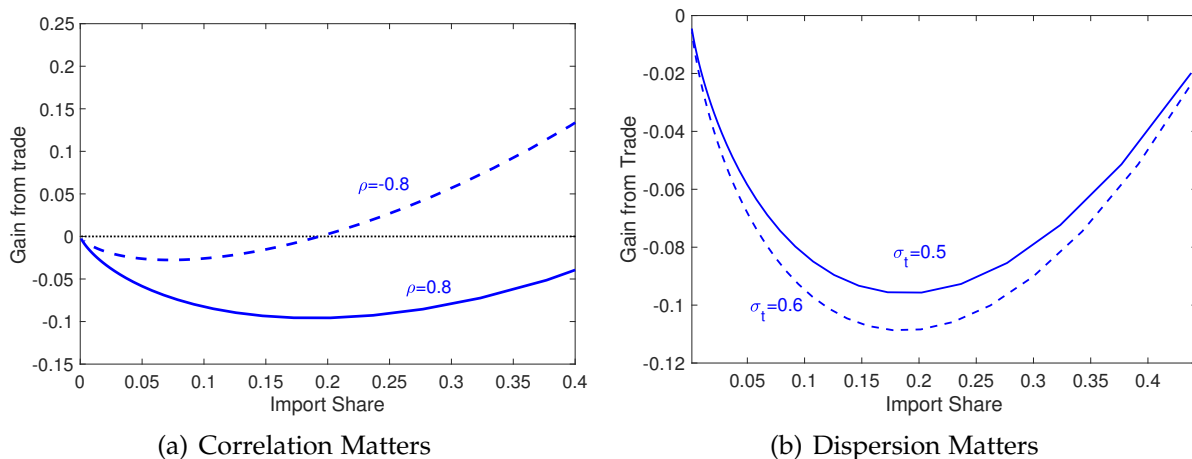 0.25
0.2
0.15
0.1
0.05
0
-0.05
-0.1
-0.15
Gain from trade
ρ=-0.8
ρ=0.8
0 0.05 0.1 0.15 0.2 0.25 0.3 0.35 0.4
Import Share
(a) Correlation Matters
0
-0.02
-0.04
-0.06
-0.08
-0.1
-0.12
Gain from Trade
σt=0.5
σt=0.6
0.05 0.1 0.15 0.2 0.25 0.3 0.35 0.4
Import Share
(b) Dispersion Matters